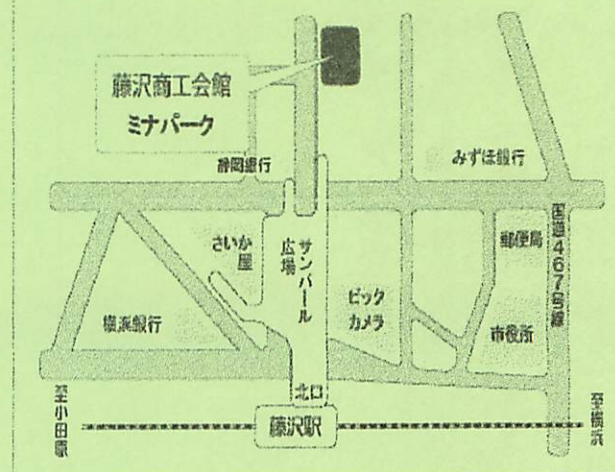 藤沢商工会館
ミナパーク
静岡銀行
みずほ銀行
さいか
屋
サンパール
広場
ビック
カメラ
郵便局
国道467号線
横浜銀行
市役所
北口
至小田原
藤沢駅
至横浜